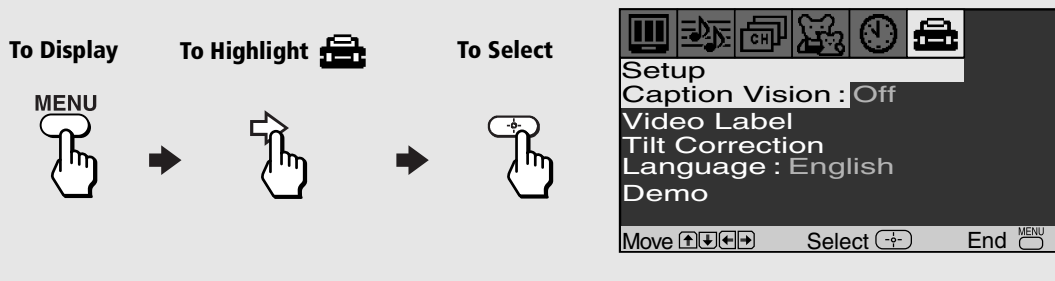 To Display
To Highlight
To Select
MENU
CH
Setup
Caption Vision : Off
Video Label
Tilt Correction
Language : English
Demo
Move Select End MENU